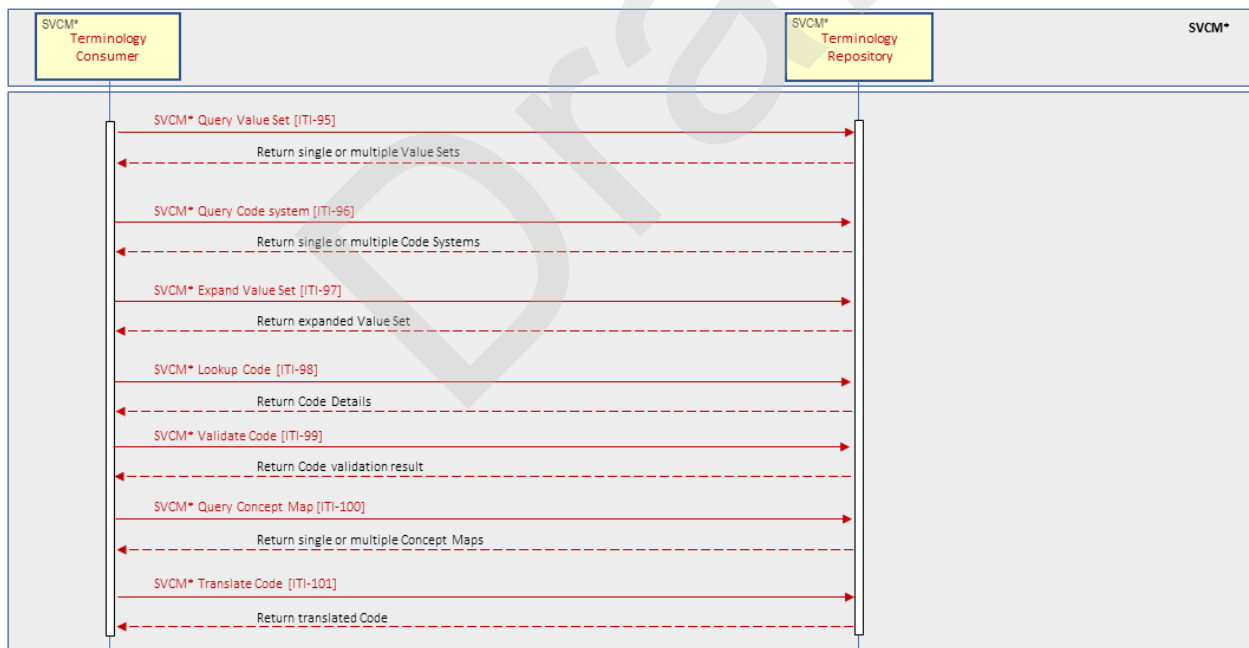 SVCM*
Terminology
Consumer
SVCM*
Terminology
Repository
SVCM*
SVCM* Query Value Set [ITI-95]
Return single or multiple Value Sets
SVCM* Query Code system [ITI-96]
Return single or multiple Code Systems
SVCM* Expand Value Set [ITI-97]
Return expanded Value Set
SVCM* Lookup Code [ITI-98]
Return Code Details
SVCM* Validate Code [ITI-99]
Return Code validation result
SVCM* Query Concept Map [ITI-100]
Return single or multiple Concept Maps
SVCM* Translate Code [ITI-101]
Return translated Code